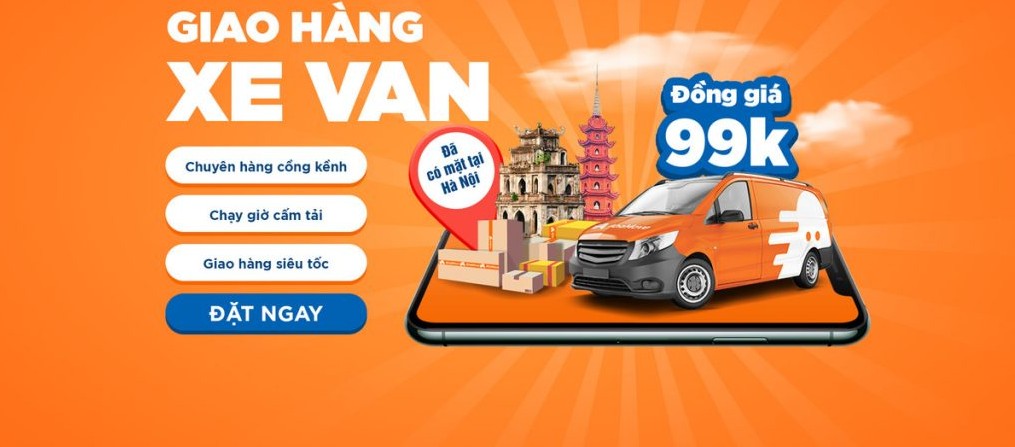 GIAO HÀNG
XE VAN
Chuyên hàng cồng kềnh
Chạy giờ cấm tải
Giao hàng siêu tốc
ĐẶT NGAY
Đã
có mặt tại
Hà Nội
Đồng giá
99k